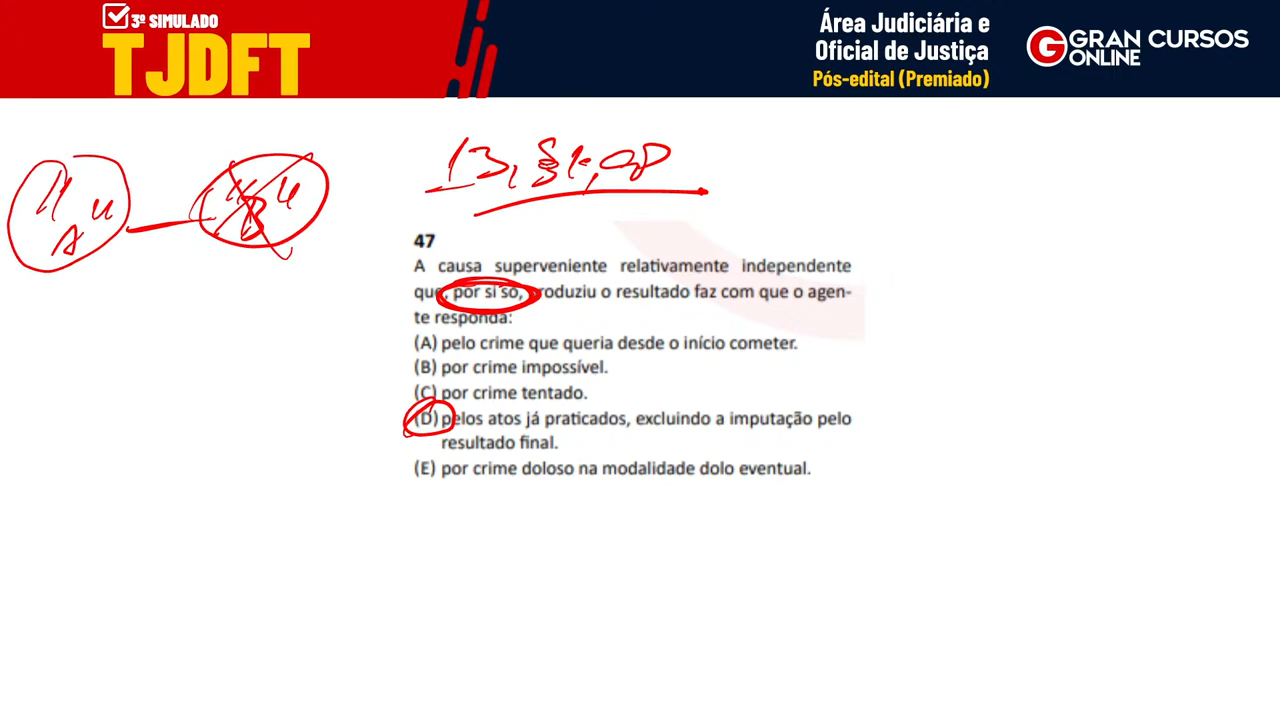 3º SIMULADO
TJDFT
Área Judiciária e
Oficial de Justiça
Pós-edital (Premiado)
GRAN CURSOS
ONLINE
13, § 1º, CP
47
A causa superveniente relativamente independente
que, por si só, produziu o resultado faz com que o agen-
te responda:
(A) pelo crime que queria desde o início cometer.
(B) por crime impossível.
(C) por crime tentado.
(D) pelos atos já praticados, excluindo a imputação pelo
resultado final.
(E) por crime doloso na modalidade dolo eventual.